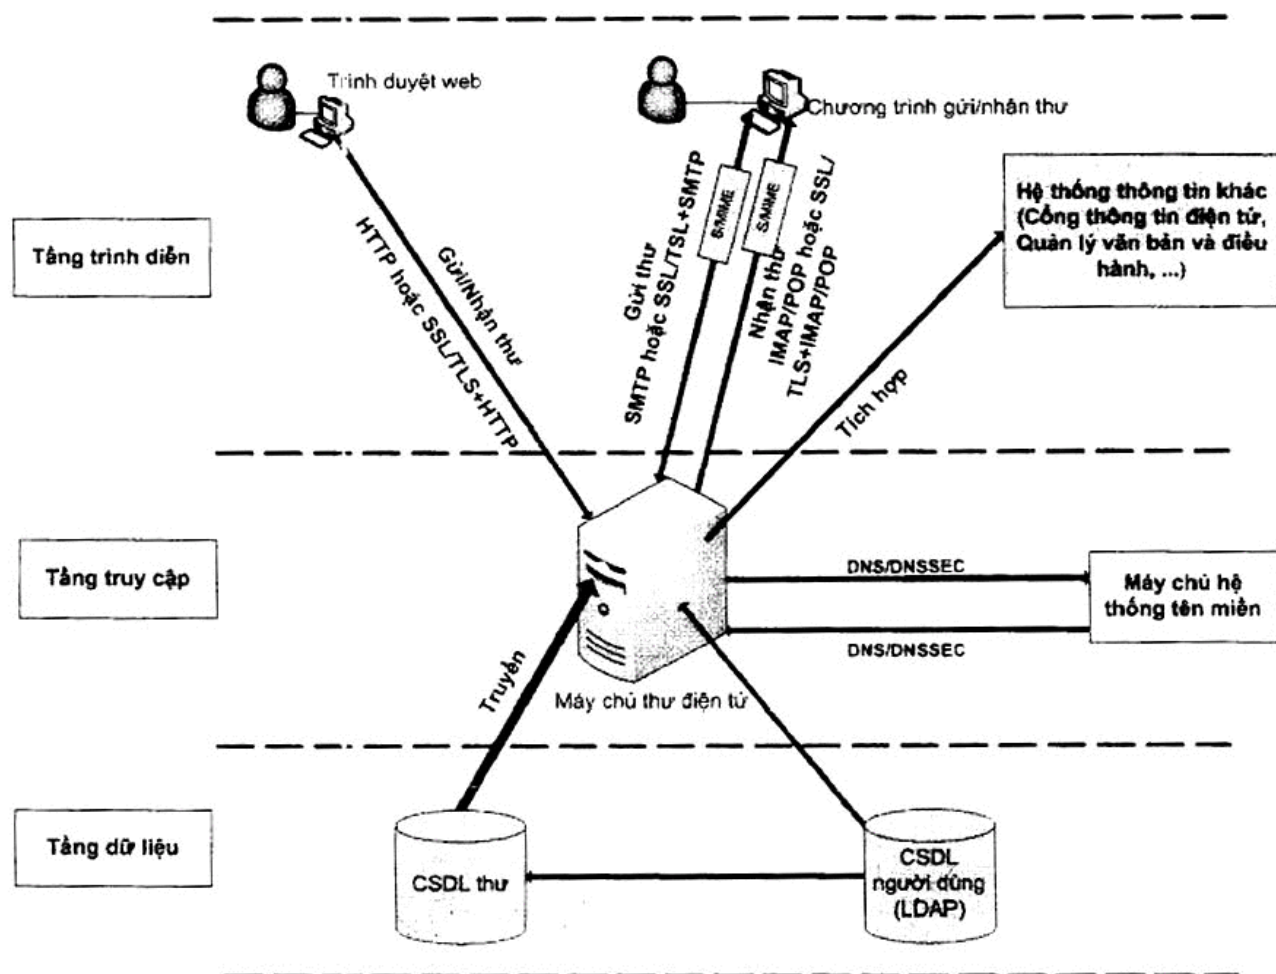 Trình duyệt web
Chương trình gửi/nhận thư
Hệ thống thông tin khác
(Cổng thông tin điện tử,
Quản lý văn bản và điều
hành, ...)
Tầng trình diễn
Gửi/Nhận thư
HTTP hoặc SSL/TLS+HTTP
Gửi thư
SMTP hoặc SSL/TSL+SMTP
S/MIME
S/MIME
Nhận thư
IMAP/POP hoặc SSL/
TLS+IMAP/POP
Tích hợp
Tầng truy cập
DNS/DNSSEC
Máy chủ hệ
thống tên miền
DNS/DNSSEC
Máy chủ thư điện tử
Truyền
Tầng dữ liệu
CSDL thư
CSDL
người dùng
(LDAP)